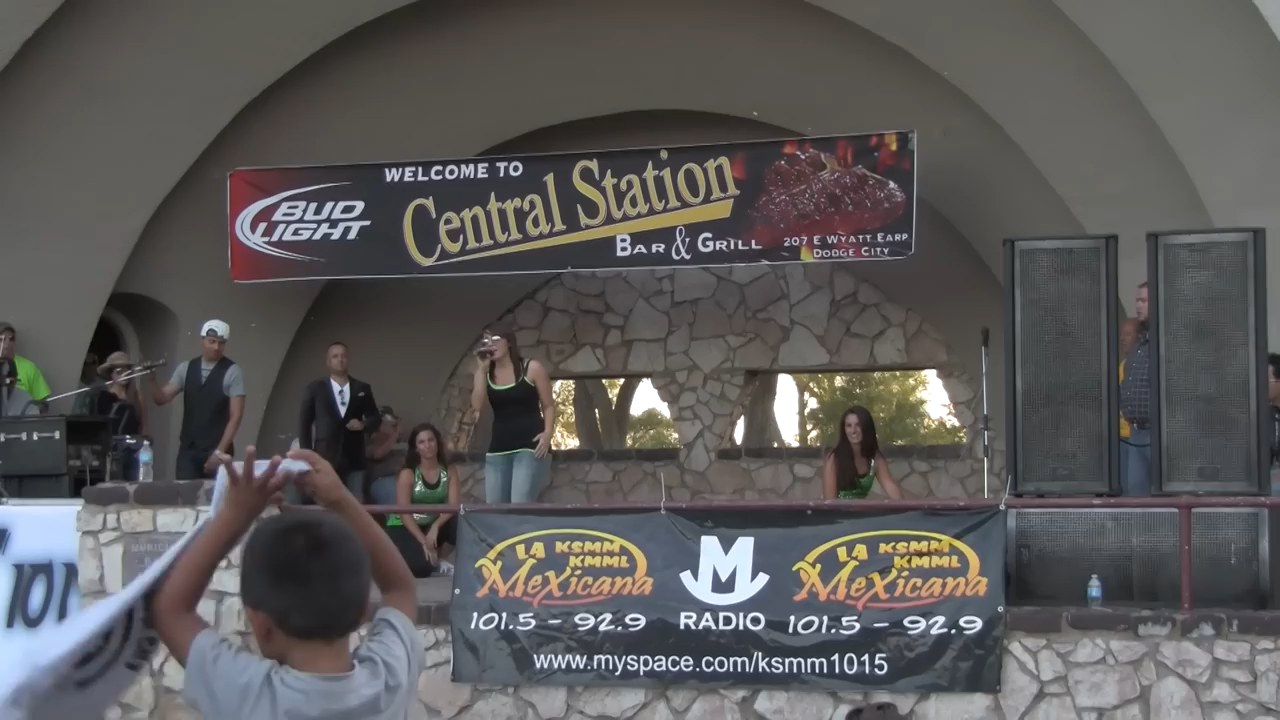 WELCOME TO
BUD LIGHT
Central Station
BAR & GRILL
207 E WYATT EARP
DODGE CITY
LA KSMM
KMML
Mexicana
101.5 - 92.9
M
RADIO
LA KSMM
KMML
Mexicana
101.5 - 92.9
www.myspace.com/ksmm1015
101